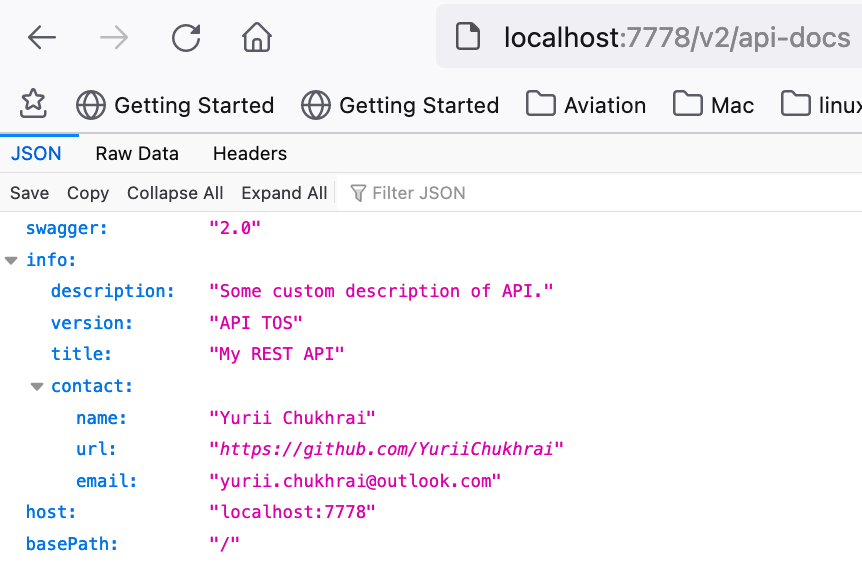 localhost:7778/v2/api-docs
Getting Started Getting Started Aviation Mac linux
JSON Raw Data Headers
Save Copy Collapse All Expand All Filter JSON
swagger: "2.0"
info:
description: "Some custom description of API."
version: "API TOS"
title: "My REST API"
contact:
name: "Yurii Chukhrai"
url: "https://github.com/YuriiChukhrai"
email: "yurii.chukhrai@outlook.com"
host: "localhost:7778"
basePath: "/"